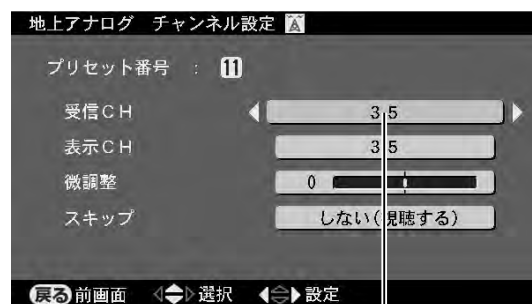 地上アナログ チャンネル設定 A
プリセット番号 : 11
受信CH 35
表示CH 35
微調整 0
スキップ しない(視聴する)
戻る 前画面 選択 設定